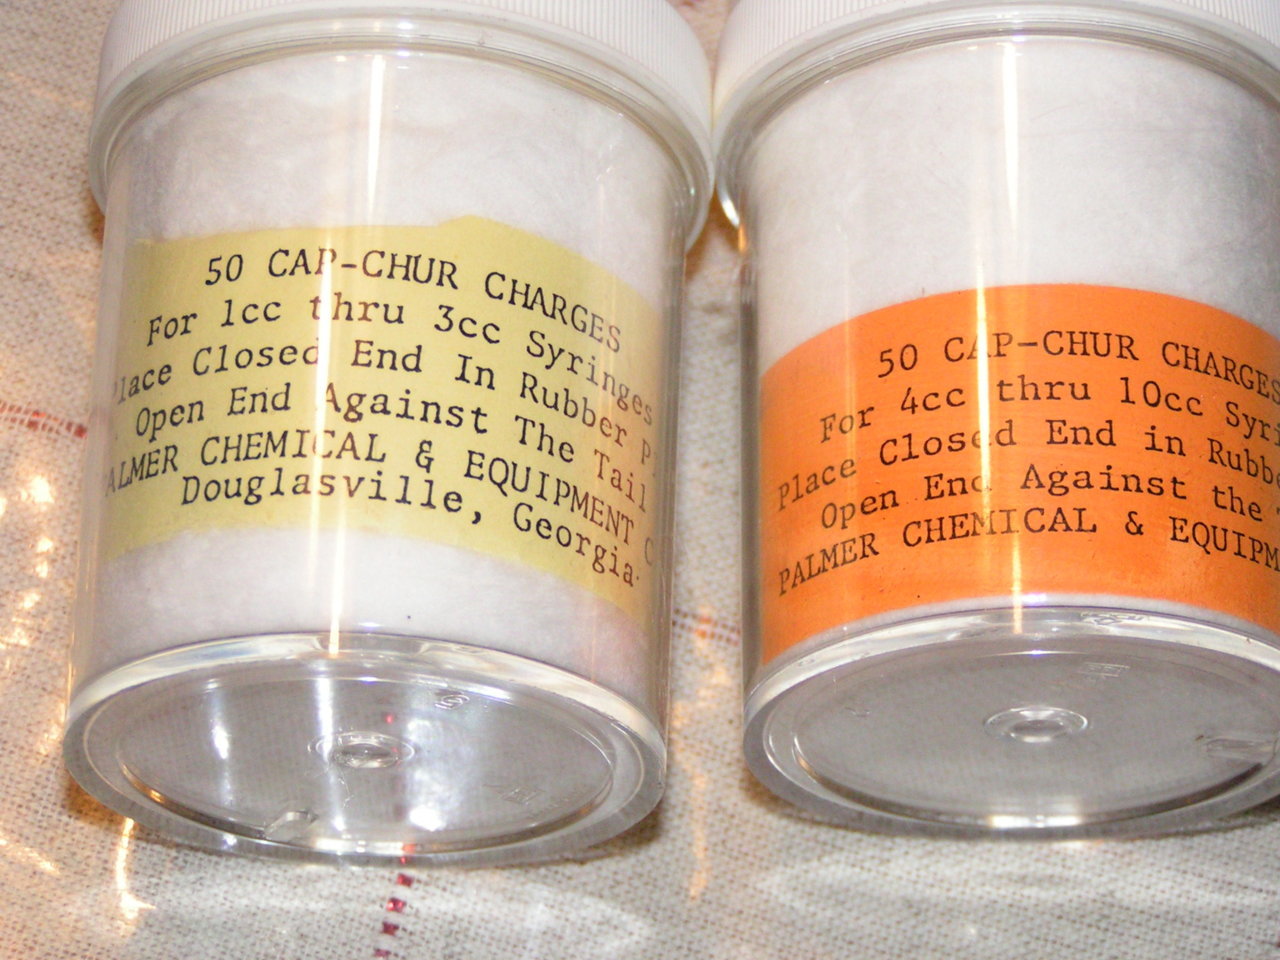 50 CAP-CHUR CHARGES
For 1cc thru 3cc Syringes
Place Closed End In Rubber
Open End Against The Tail
PALMER CHEMICAL & EQUIPMENT
Douglasville, Georgia
50 CAP-CHUR CHARGES
For 4cc thru 10cc
Place Closed End in
Open End Against the
PALMER CHEMICAL &